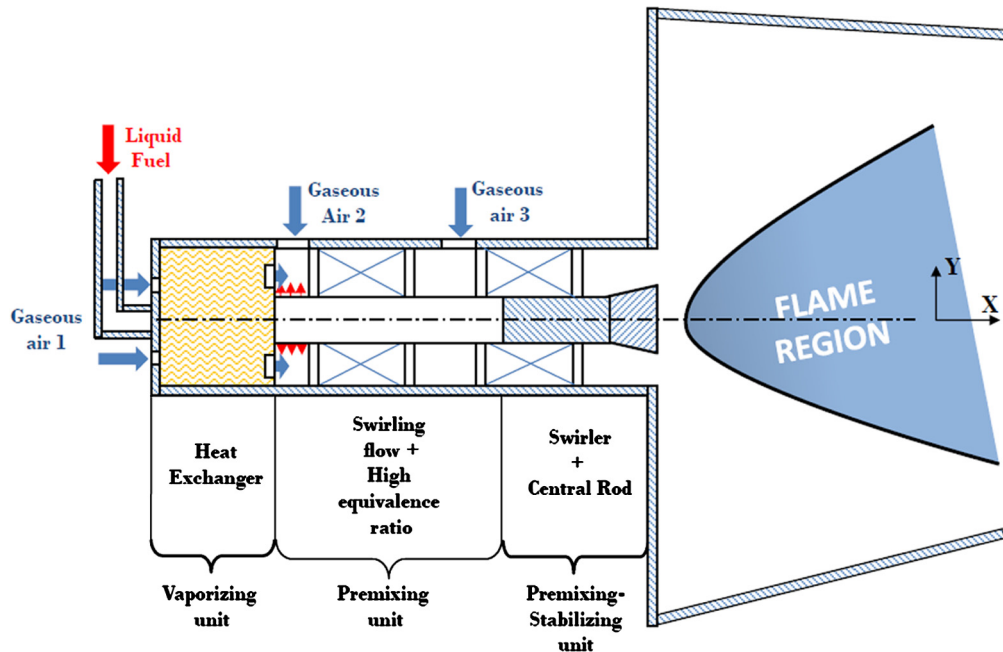 Liquid
Fuel
Gaseous
Air 2
Gaseous
air 3
Gaseous
air 1
Y
X
FLAME
REGION
Heat
Exchanger
Swirling
flow +
High
equivalence
ratio
Swirler
+
Central Rod
Vaporizing
unit
Premixing
unit
Premixing-
Stabilizing
unit